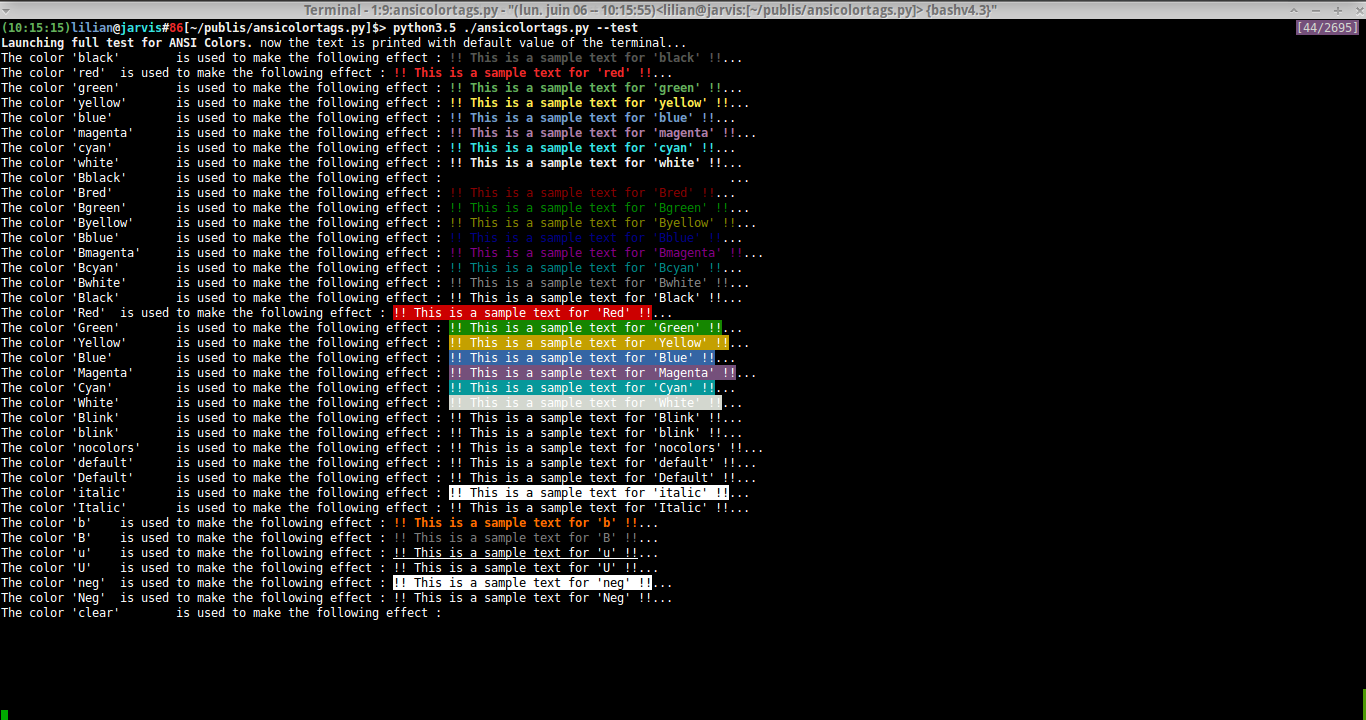 Terminal - 1:9:ansicolortags.py - "(lun. juin 06 -- 10:15:55)<lilian@jarvis:[~/publis/ansicolortags.py]> {bashv4.3}"
(10:15:15)lilian@jarvis#86[~/publis/ansicolortags.py]$> python3.5 ./ansicolortags.py --test [44/2695]
Launching full test for ANSI Colors. now the text is printed with default value of the terminal...
The color 'black' is used to make the following effect : !! This is a sample text for 'black' !!...
The color 'red' is used to make the following effect : !! This is a sample text for 'red' !!...
The color 'green' is used to make the following effect : !! This is a sample text for 'green' !!...
The color 'yellow' is used to make the following effect : !! This is a sample text for 'yellow' !!...
The color 'blue' is used to make the following effect : !! This is a sample text for 'blue' !!...
The color 'magenta' is used to make the following effect : !! This is a sample text for 'magenta' !!...
The color 'cyan' is used to make the following effect : !! This is a sample text for 'cyan' !!...
The color 'white' is used to make the following effect : !! This is a sample text for 'white' !!...
The color 'Bblack' is used to make the following effect : ...
The color 'Bred' is used to make the following effect : !! This is a sample text for 'Bred' !!...
The color 'Bgreen' is used to make the following effect : !! This is a sample text for 'Bgreen' !!...
The color 'Byellow' is used to make the following effect : !! This is a sample text for 'Byellow' !!...
The color 'Bblue' is used to make the following effect : !! This is a sample text for 'Bblue' !!...
The color 'Bmagenta' is used to make the following effect : !! This is a sample text for 'Bmagenta' !!...
The color 'Bcyan' is used to make the following effect : !! This is a sample text for 'Bcyan' !!...
The color 'Bwhite' is used to make the following effect : !! This is a sample text for 'Bwhite' !!...
The color 'Black' is used to make the following effect : !! This is a sample text for 'Black' !!...
The color 'Red' is used to make the following effect : !! This is a sample text for 'Red' !!...
The color 'Green' is used to make the following effect : !! This is a sample text for 'Green' !!...
The color 'Yellow' is used to make the following effect : !! This is a sample text for 'Yellow' !!...
The color 'Blue' is used to make the following effect : !! This is a sample text for 'Blue' !!...
The color 'Magenta' is used to make the following effect : !! This is a sample text for 'Magenta' !!...
The color 'Cyan' is used to make the following effect : !! This is a sample text for 'Cyan' !!...
The color 'White' is used to make the following effect : !! This is a sample text for 'White' !!...
The color 'Blink' is used to make the following effect : !! This is a sample text for 'Blink' !!...
The color 'blink' is used to make the following effect : !! This is a sample text for 'blink' !!...
The color 'nocolors' is used to make the following effect : !! This is a sample text for 'nocolors' !!...
The color 'default' is used to make the following effect : !! This is a sample text for 'default' !!...
The color 'Default' is used to make the following effect : !! This is a sample text for 'Default' !!...
The color 'italic' is used to make the following effect : !! This is a sample text for 'italic' !!...
The color 'Italic' is used to make the following effect : !! This is a sample text for 'Italic' !!...
The color 'b' is used to make the following effect : !! This is a sample text for 'b' !!...
The color 'B' is used to make the following effect : !! This is a sample text for 'B' !!...
The color 'u' is used to make the following effect : !! This is a sample text for 'u' !!...
The color 'U' is used to make the following effect : !! This is a sample text for 'U' !!...
The color 'neg' is used to make the following effect : !! This is a sample text for 'neg' !!...
The color 'Neg' is used to make the following effect : !! This is a sample text for 'Neg' !!...
The color 'clear' is used to make the following effect :